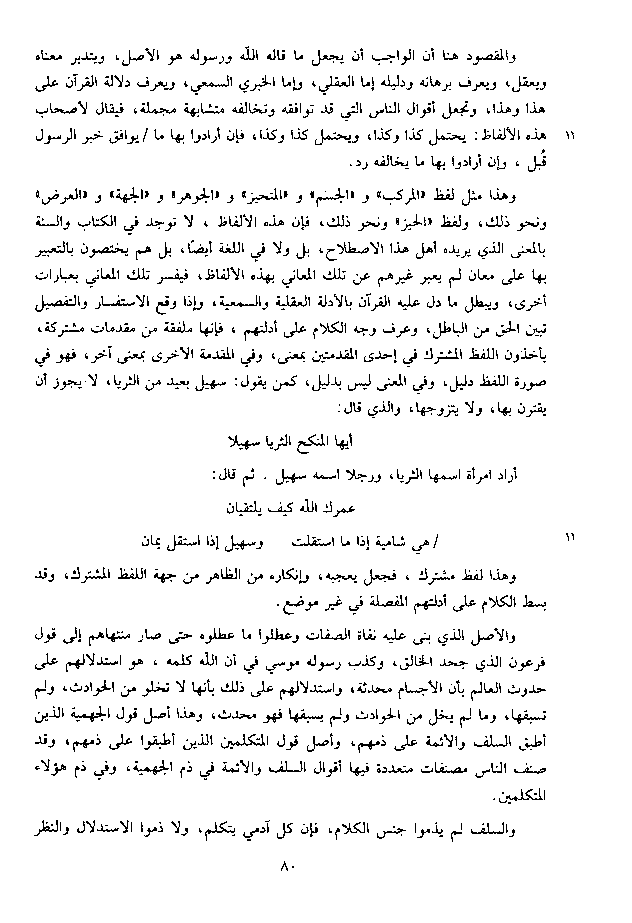 والمقصود هنا أن الواجب أن يجعل ما قاله الله ورسوله هو الأصل، ويتدبر معناه
ويعقل، ويعرف برهانه ودليله إما العقلي، وإما الخبري السمعي، ويعرف دلالة القرآن على
هذا وهذا، وتجعل أقوال الناس التي قد توافقه وتخالفه متشابهة مجملة، فيقال لأصحاب
هذه الألفاظ: يحتمل كذا وكذا، ويحتمل كذا وكذا، فإن أرادوا بها ما / يوافق خبر الرسول ١١
قُبل ، وإن أرادوا بها ما يخالفه رد.
وهذا مثل لفظ «المركب» و «الجسم» و «المتحيز» و «الجوهر» و «الجهة» و «العرض»
ونحو ذلك، ولفظ «الحيز» ونحو ذلك، فإن هذه الألفاظ ، لا توجد في الكتاب والسنة
بالمعنى الذي يريده أهل هذا الاصطلاح، بل ولا في اللغة أيضًا، بل هم يختصون بالتعبير
بها على معان لم يعبر غيرهم عن تلك المعاني بهذه الألفاظ، فيفسر تلك المعاني بعبارات
أخرى، ويبطل ما دل عليه القرآن بالأدلة العقلية والسمعية، وإذا وقع الاستفسار والتفصيل
تبين الحق من الباطل، وعرف وجه الكلام على أدلتهم ، فإنها ملفقة من مقدمات مشتركة،
يأخذون اللفظ المشترك في إحدى المقدمتين بمعنى، وفي المقدمة الأخرى بمعنى آخر، فهو في
صورة اللفظ دليل، وفي المعنى ليس بدليل، كمن يقول: سهيل بعيد من الثريا، لا يجوز أن
يقترن بها، ولا يتزوجها، والذي قال:
أيها المنكح الثريا سهيلا
أراد امرأة اسمها الثريا، ورجلا اسمه سهيل . ثم قال:
عمرك الله كيف يلتقيان
/ هي شامية إذا ما استقلت وسهيل إذا استقل يمان ١١
وهذا لفظ مشترك ، فجعل يعجبه، وإنكاره من الظاهر من جهة اللفظ المشترك، وقد
بسط الكلام على أدلتهم المفصلة في غير موضع.
والأصل الذي بنى عليه نفاة الصفات وعطلوا ما عطلوه حتى صار منتهاهم إلى قول
فرعون الذي جحد الخالق، وكذب رسوله موسي في أن الله كلمه ، هو استدلالهم على
حدوث العالم بأن الأجسام محدثة، واستدلالهم على ذلك بأنها لا تخلو من الحوادث، ولم
تسبقها، وما لم يخل من الحوادث ولم يسبقها فهو محدث، وهذا أصل قول الجهمية الذين
أطبق السلف والأئمة على ذمهم، وأصل قول المتكلمين الذين أطبقوا على ذمهم، وقد
صنف الناس مصنفات متعددة فيها أقوال السلف والأئمة في ذم الجهمية، وفي ذم هؤلاء
المتكلمين.
والسلف لم يذموا جنس الكلام، فإن كل آدمي يتكلم، ولا ذموا الاستدلال والنظر
٨٠